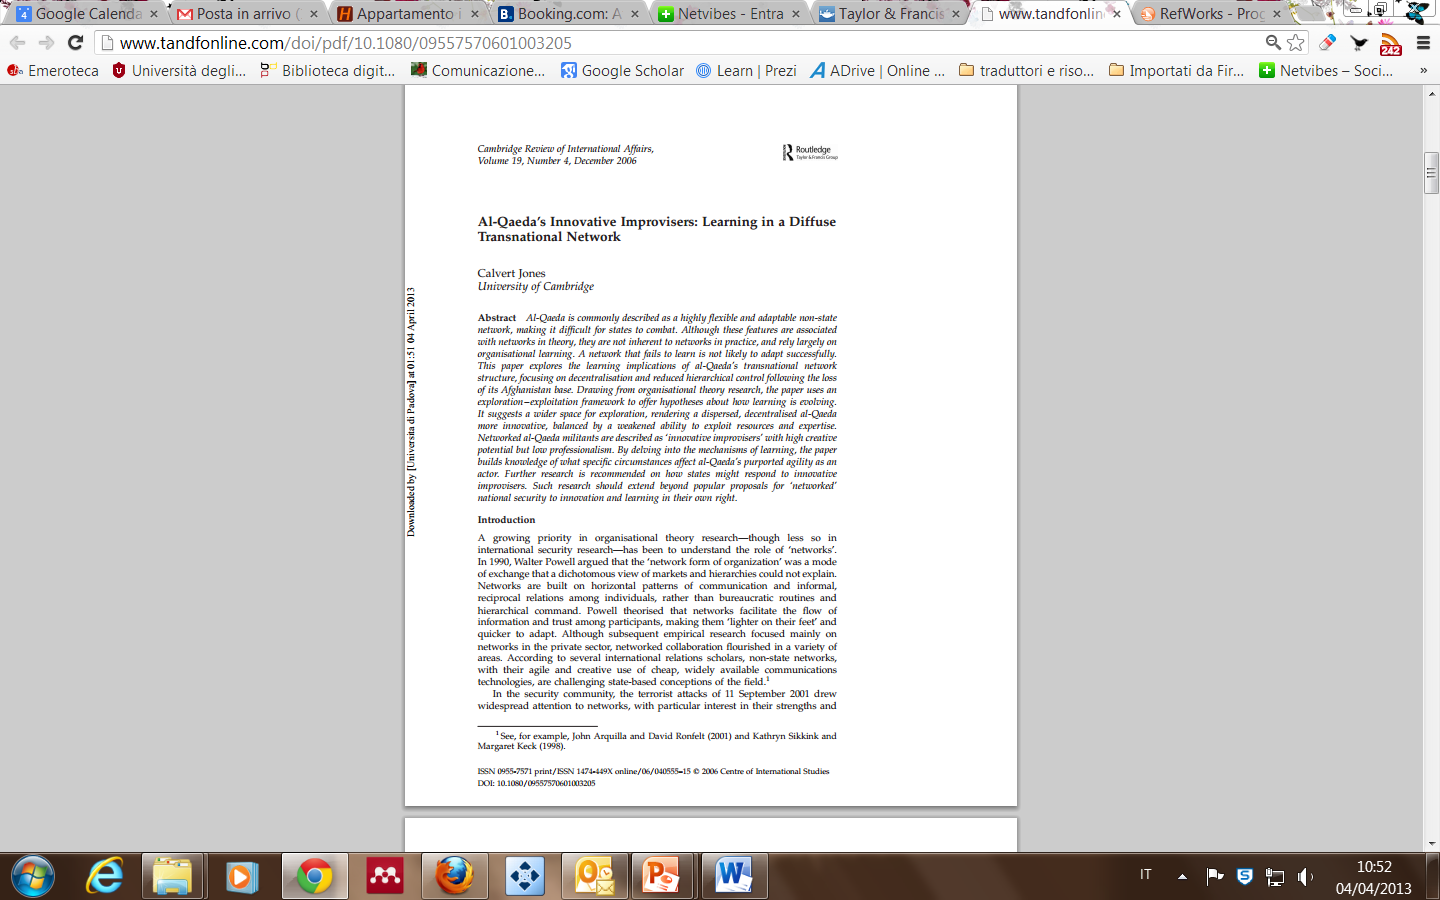 Google Calenda
Posta in arrivo (
Appartamento i
Booking.com: A
Netvibes - Entra
Taylor & Francis
www.tandfonlin
RefWorks - Prog
www.tandfonline.com/doi/pdf/10.1080/09557570601003205
242
Emeroteca
Università degli...
Biblioteca digit...
Comunicazione...
Google Scholar
Learn | Prezi
ADrive | Online ...
traduttori e riso...
Importati da Fir...
Netvibes – Soci...
»
Cambridge Review of International Affairs,
Volume 19, Number 4, December 2006
Routledge
Taylor & Francis Group
Al-Qaeda's Innovative Improvisers: Learning in a Diffuse
Transnational Network
Calvert Jones
University of Cambridge
Abstract Al-Qaeda is commonly described as a highly flexible and adaptable non-state
network, making it difficult for states to combat. Although these features are associated
with networks in theory, they are not inherent to networks in practice, and rely largely on
organisational learning. A network that fails to learn is not likely to adapt successfully.
This paper explores the learning implications of al-Qaeda's transnational network
structure, focusing on decentralisation and reduced hierarchical control following the loss
of its Afghanistan base. Drawing from organisational theory research, the paper uses an
exploration–exploitation framework to offer hypotheses about how learning is evolving.
It suggests a wider space for exploration, rendering a dispersed, decentralised al-Qaeda
more innovative, balanced by a weakened ability to exploit resources and expertise.
Networked al-Qaeda militants are described as 'innovative improvisers' with high creative
potential but low professionalism. By delving into the mechanisms of learning, the paper
builds knowledge of what specific circumstances affect al-Qaeda's purported agility as an
actor. Further research is recommended on how states might respond to innovative
improvisers. Such research should extend beyond popular proposals for 'networked'
national security to innovation and learning in their own right.
Introduction
A growing priority in organisational theory research—though less so in
international security research—has been to understand the role of 'networks'.
In 1990, Walter Powell argued that the 'network form of organization' was a mode
of exchange that a dichotomous view of markets and hierarchies could not explain.
Networks are built on horizontal patterns of communication and informal,
reciprocal relations among individuals, rather than bureaucratic routines and
hierarchical command. Powell theorised that networks facilitate the flow of
information and trust among participants, making them 'lighter on their feet' and
quicker to adapt. Although subsequent empirical research focused mainly on
networks in the private sector, networked collaboration flourished in a variety of
areas. According to several international relations scholars, non-state networks,
with their agile and creative use of cheap, widely available communications
technologies, are challenging state-based conceptions of the field.1
In the security community, the terrorist attacks of 11 September 2001 drew
widespread attention to networks, with particular interest in their strengths and
1 See, for example, John Arquilla and David Ronfelt (2001) and Kathryn Sikkink and
Margaret Keck (1998).
ISSN 0955-7571 print/ISSN 1474-449X online/06/040555–15 © 2006 Centre of International Studies
DOI: 10.1080/09557570601003205
Downloaded by [Universita di Padova] at 01:51 04 April 2013
IT
10:52
04/04/2013